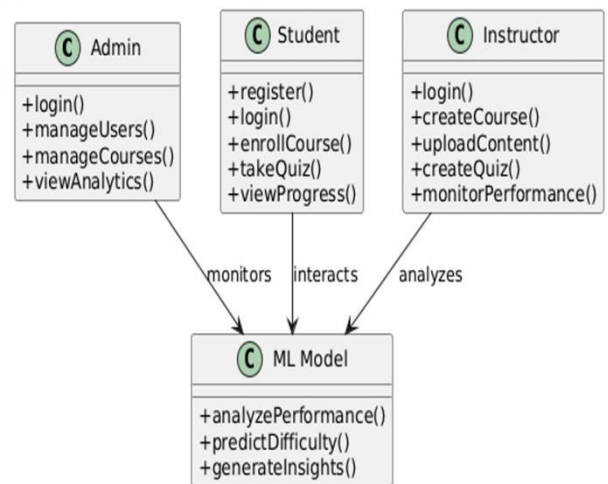 C Admin
+login()
+manageUsers()
+manageCourses()
+viewAnalytics()
C Student
+register()
+login()
+enrollCourse()
+takeQuiz()
+viewProgress()
C Instructor
+login()
+createCourse()
+uploadContent()
+createQuiz()
+monitorPerformance()
monitors
interacts
analyzes
C ML Model
+analyzePerformance()
+predictDifficulty()
+generateInsights()